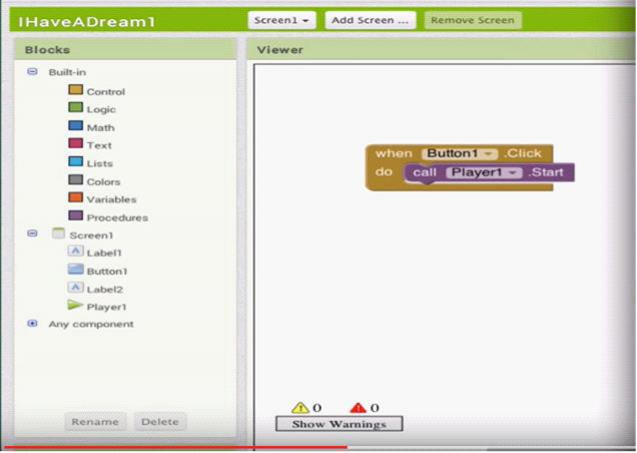 IHaveADream1
Screen1 Add Screen ... Remove Screen
Blocks
Built-in
Control
Logic
Math
Text
Lists
Colors
Variables
Procedures
Screen1
A Label1
Button1
A Label2
Player1
Any component
Rename Delete
Viewer
when Button1 .Click
do call Player1 .Start
0 0
Show Warnings